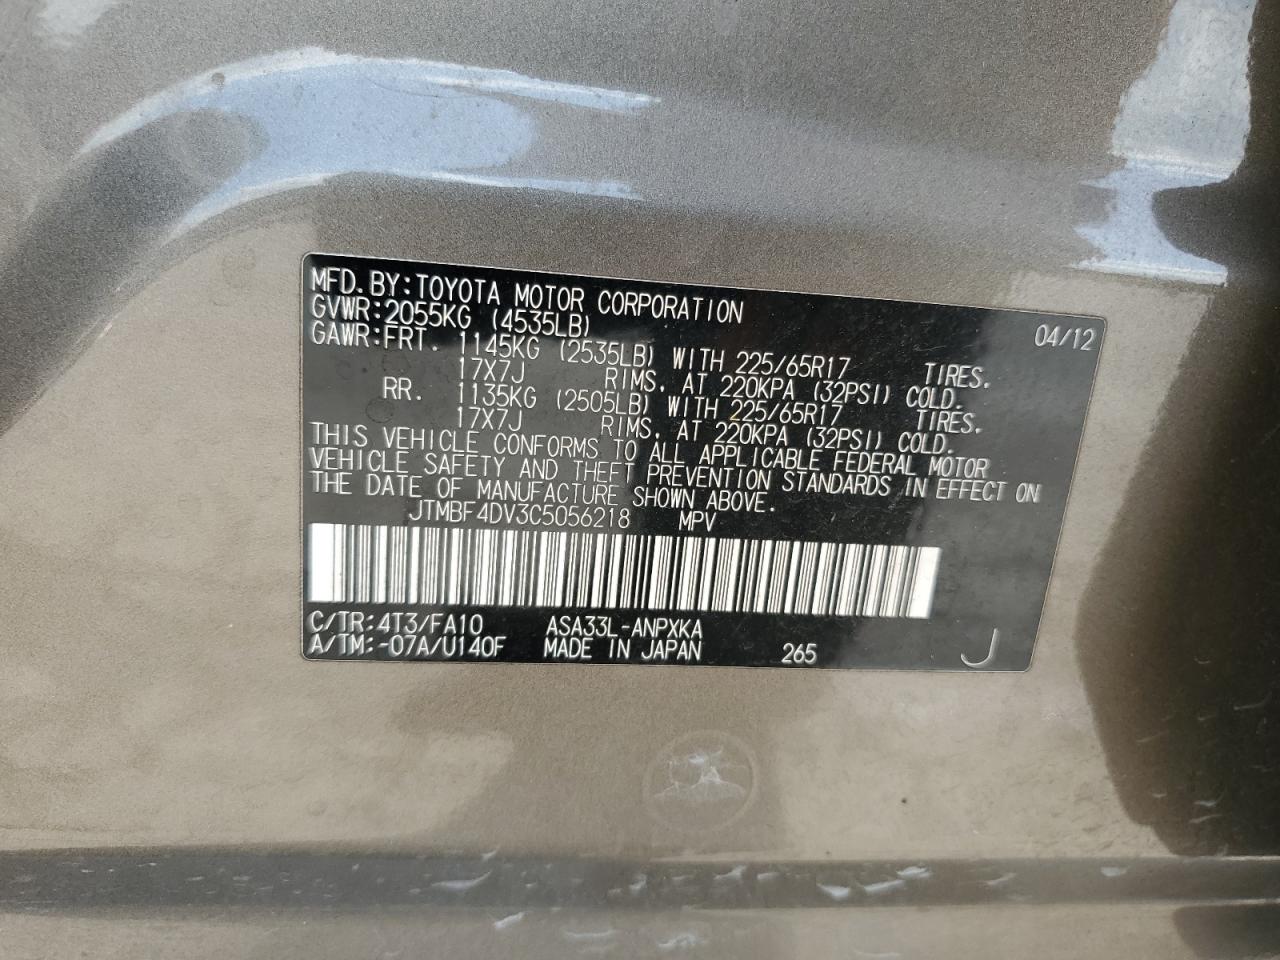 MFD. BY: TOYOTA MOTOR CORPORATION 04/12
GVWR: 2055KG (4535LB)
GAWR: FRT. 1145KG (2535LB) WITH 225/65R17 TIRES.
17X7J RIMS. AT 220KPA (32PSI) COLD.
RR. 1135KG (2505LB) WITH 225/65R17 TIRES.
17X7J RIMS. AT 220KPA (32PSI) COLD.
THIS VEHICLE CONFORMS TO ALL APPLICABLE FEDERAL MOTOR
VEHICLE SAFETY AND THEFT PREVENTION STANDARDS IN EFFECT ON
THE DATE OF MANUFACTURE SHOWN ABOVE.
JTMBF4DV3C5056218 MPV
C/TR: 4T3/FA10 ASA33L-ANPXKA
A/TM: -07A/U140F MADE IN JAPAN 265 J